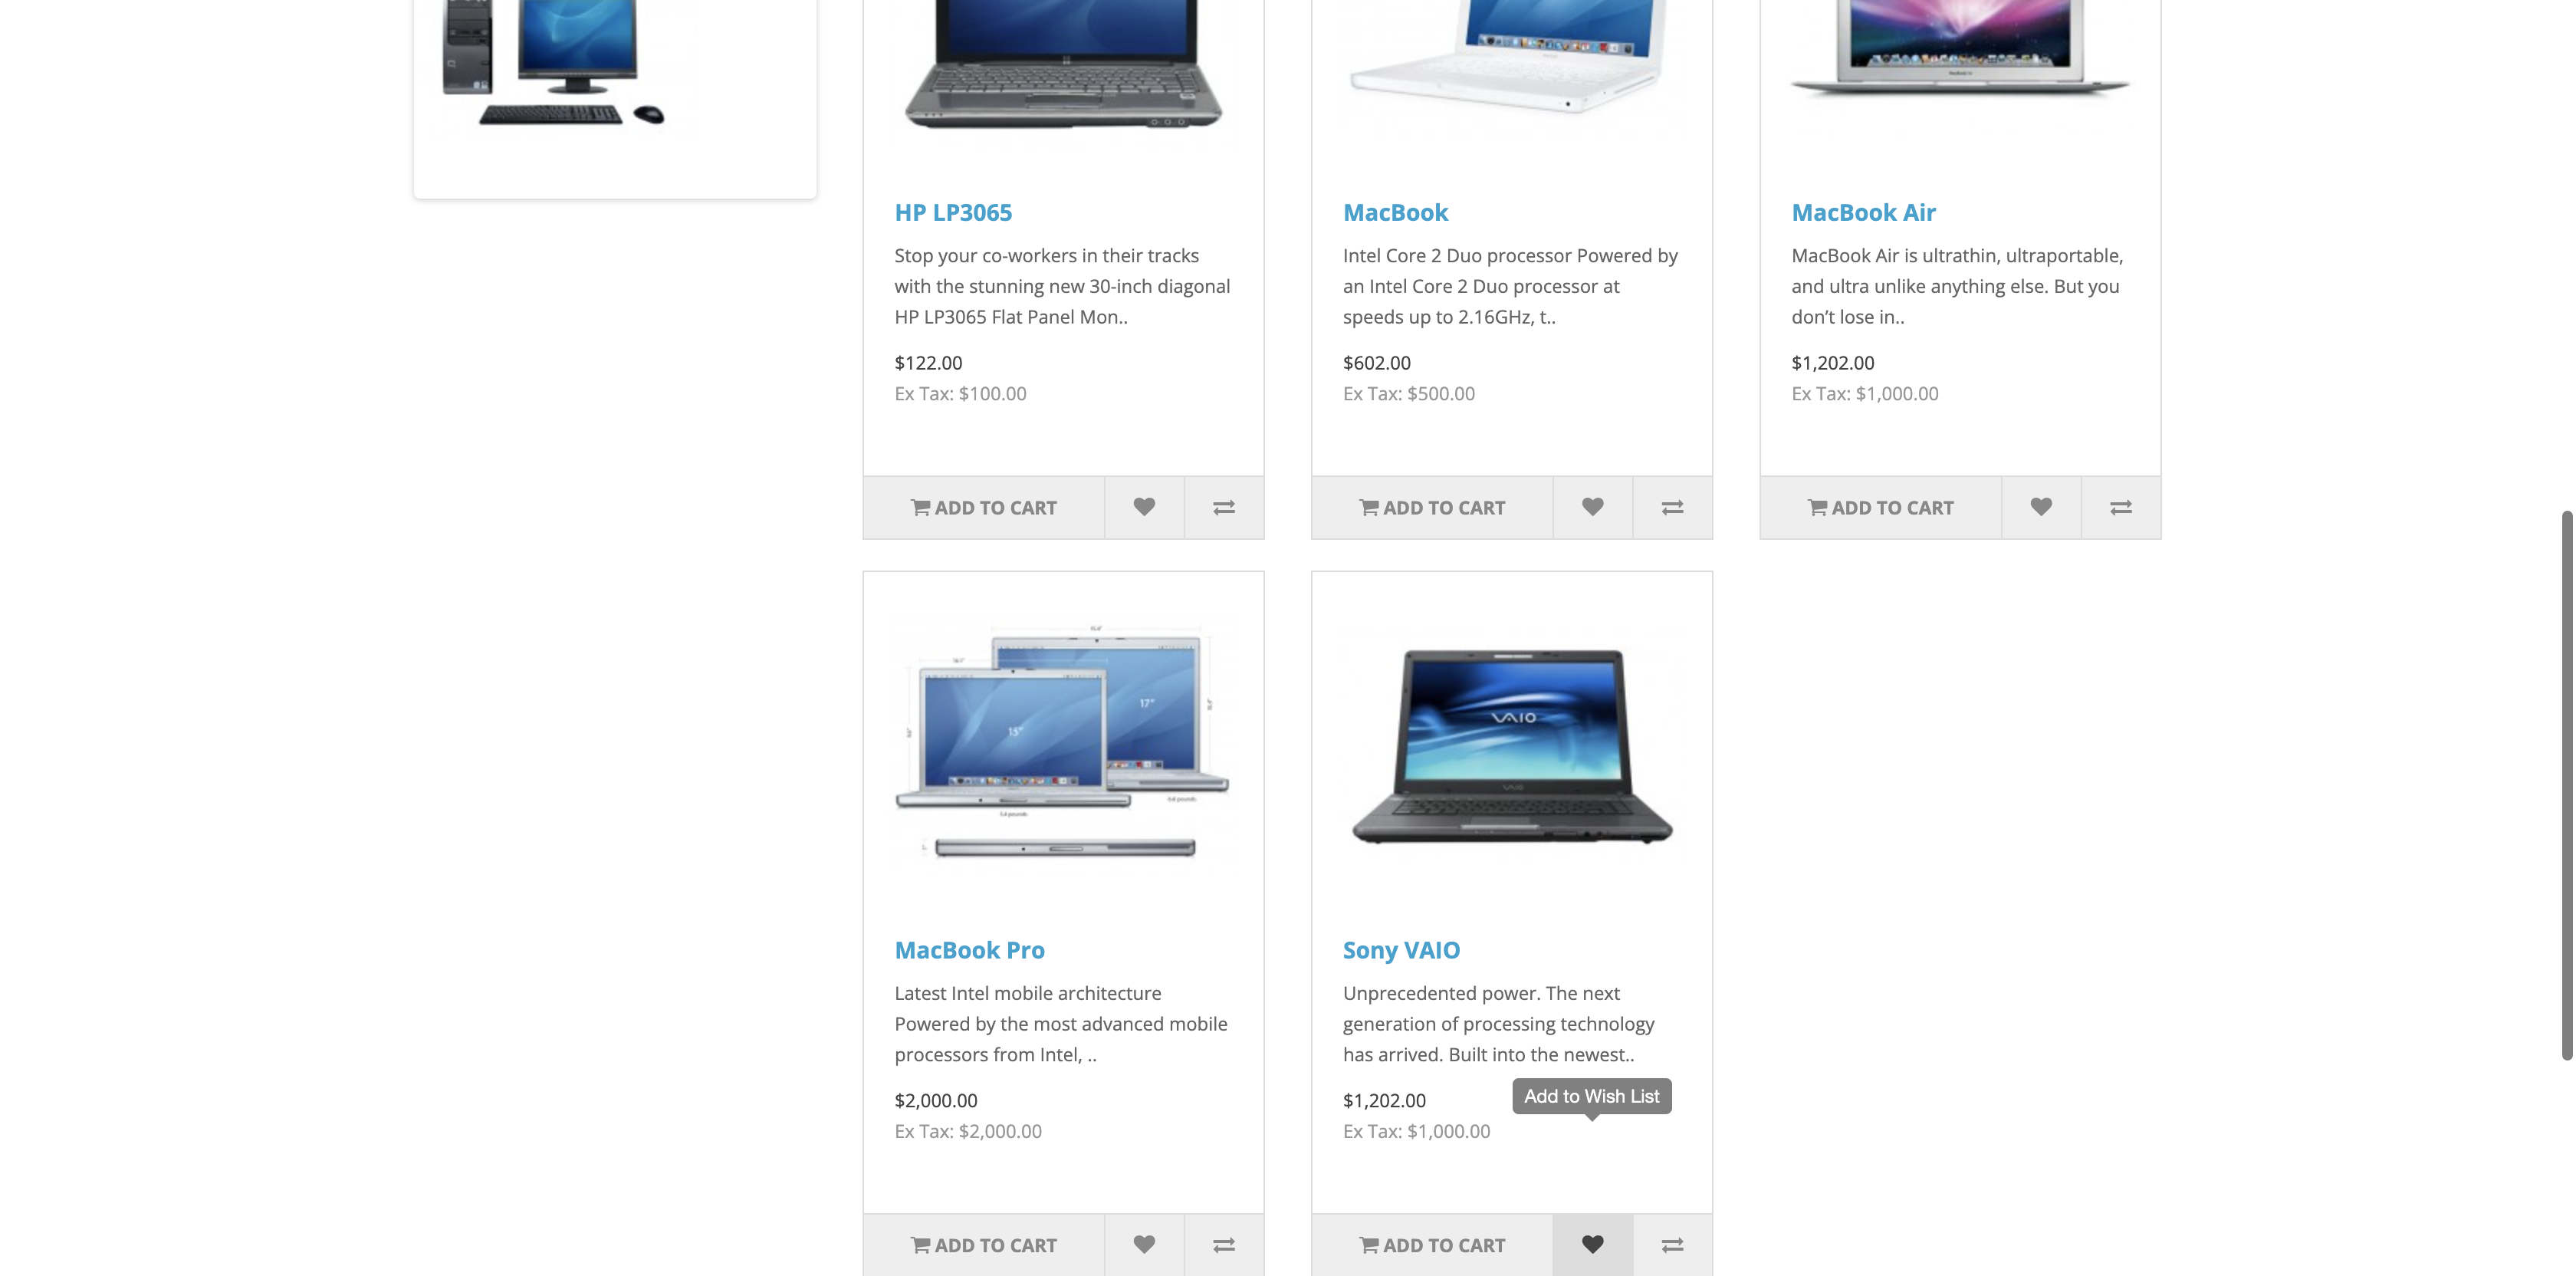 HP LP3065
Stop your co-workers in their tracks
with the stunning new 30-inch diagonal
HP LP3065 Flat Panel Mon..
$122.00
Ex Tax: $100.00
ADD TO CART
MacBook
Intel Core 2 Duo processor Powered by
an Intel Core 2 Duo processor at
speeds up to 2.16GHz, t..
$602.00
Ex Tax: $500.00
ADD TO CART
MacBook Air
MacBook Air is ultrathin, ultraportable,
and ultra unlike anything else. But you
don’t lose in..
$1,202.00
Ex Tax: $1,000.00
ADD TO CART
15"
17"
MacBook Pro
Latest Intel mobile architecture
Powered by the most advanced mobile
processors from Intel, ..
$2,000.00
Ex Tax: $2,000.00
ADD TO CART
VAIO
VAIO
Sony VAIO
Unprecedented power. The next
generation of processing technology
has arrived. Built into the newest..
$1,202.00
Add to Wish List
Ex Tax: $1,000.00
ADD TO CART